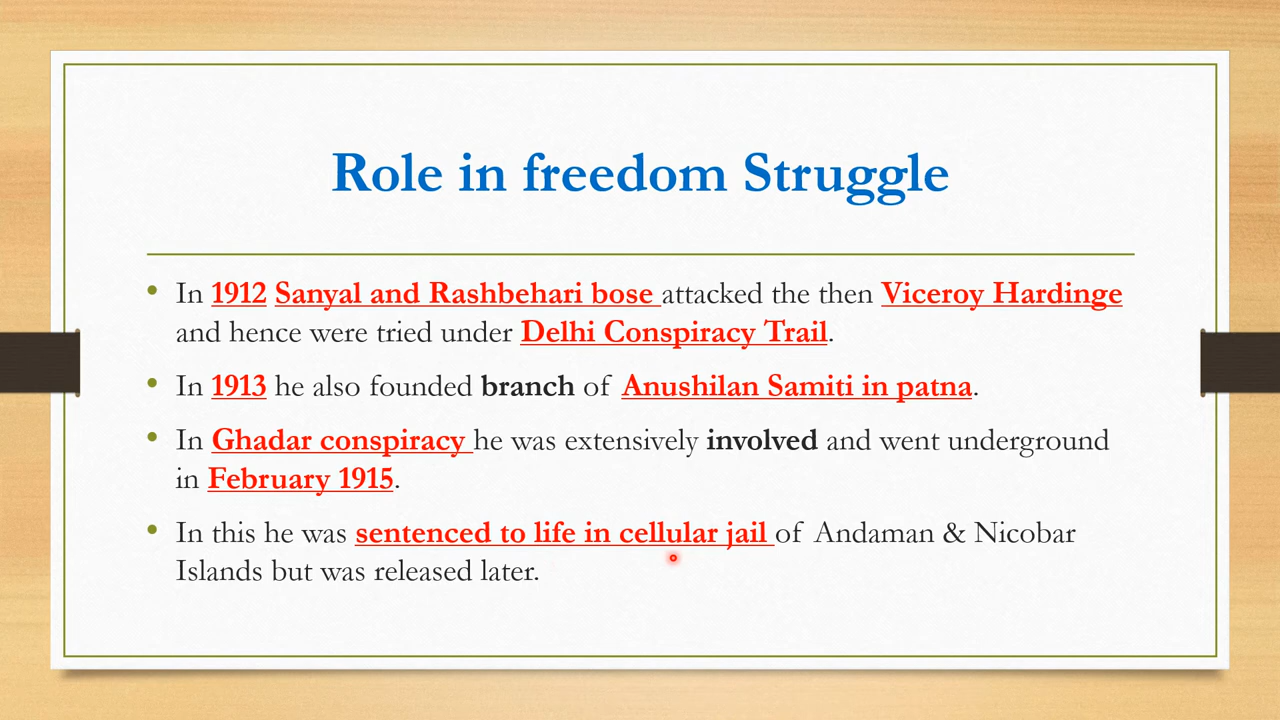 Role in freedom Struggle
• In 1912 Sanyal and Rashbehari bose attacked the then Viceroy Hardinge
and hence were tried under Delhi Conspiracy Trail.
• In 1913 he also founded branch of Anushilan Samiti in patna.
• In Ghadar conspiracy he was extensively involved and went underground
in February 1915.
• In this he was sentenced to life in cellular jail of Andaman & Nicobar
Islands but was released later.